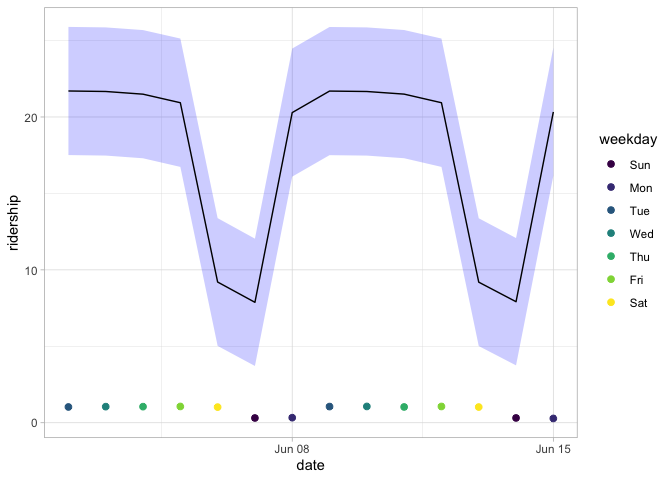 ridership
20
10
0
Jun 08
Jun 15
date
weekday
Sun
Mon
Tue
Wed
Thu
Fri
Sat